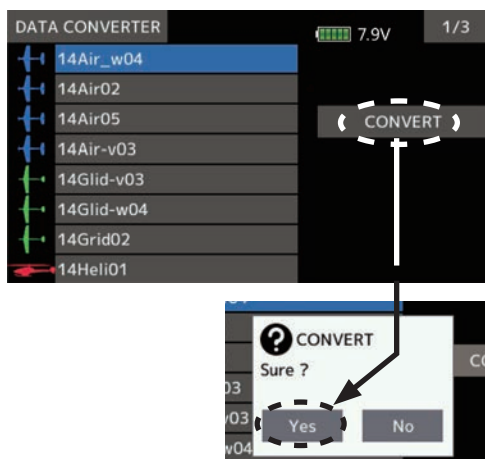 DATA CONVERTER
7.9V
1/3
14Air_w04
14Air02
14Air05
CONVERT
14Air-v03
14Glid-v03
14Glid-w04
14Grid02
14Heli01
? CONVERT
Sure ?
CO
03
v03
Yes
No
w04